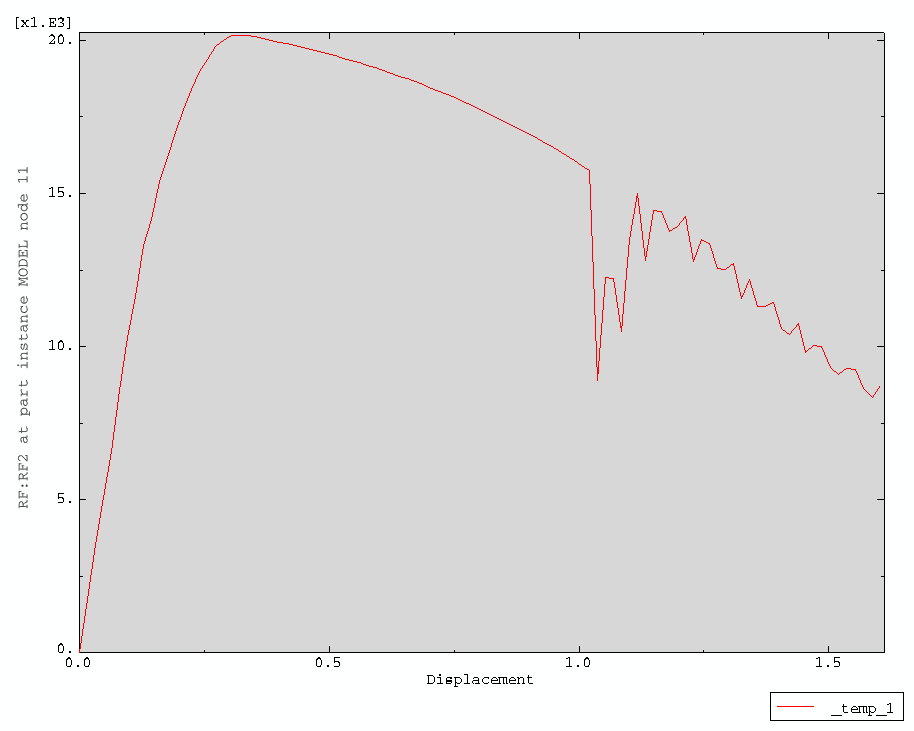 [x1.E3]
20.
15.
10.
5.
0.
RF:RF2 at part instance MODEL node 11
0.0 0.5 1.0 1.5
Displacement
_temp_1